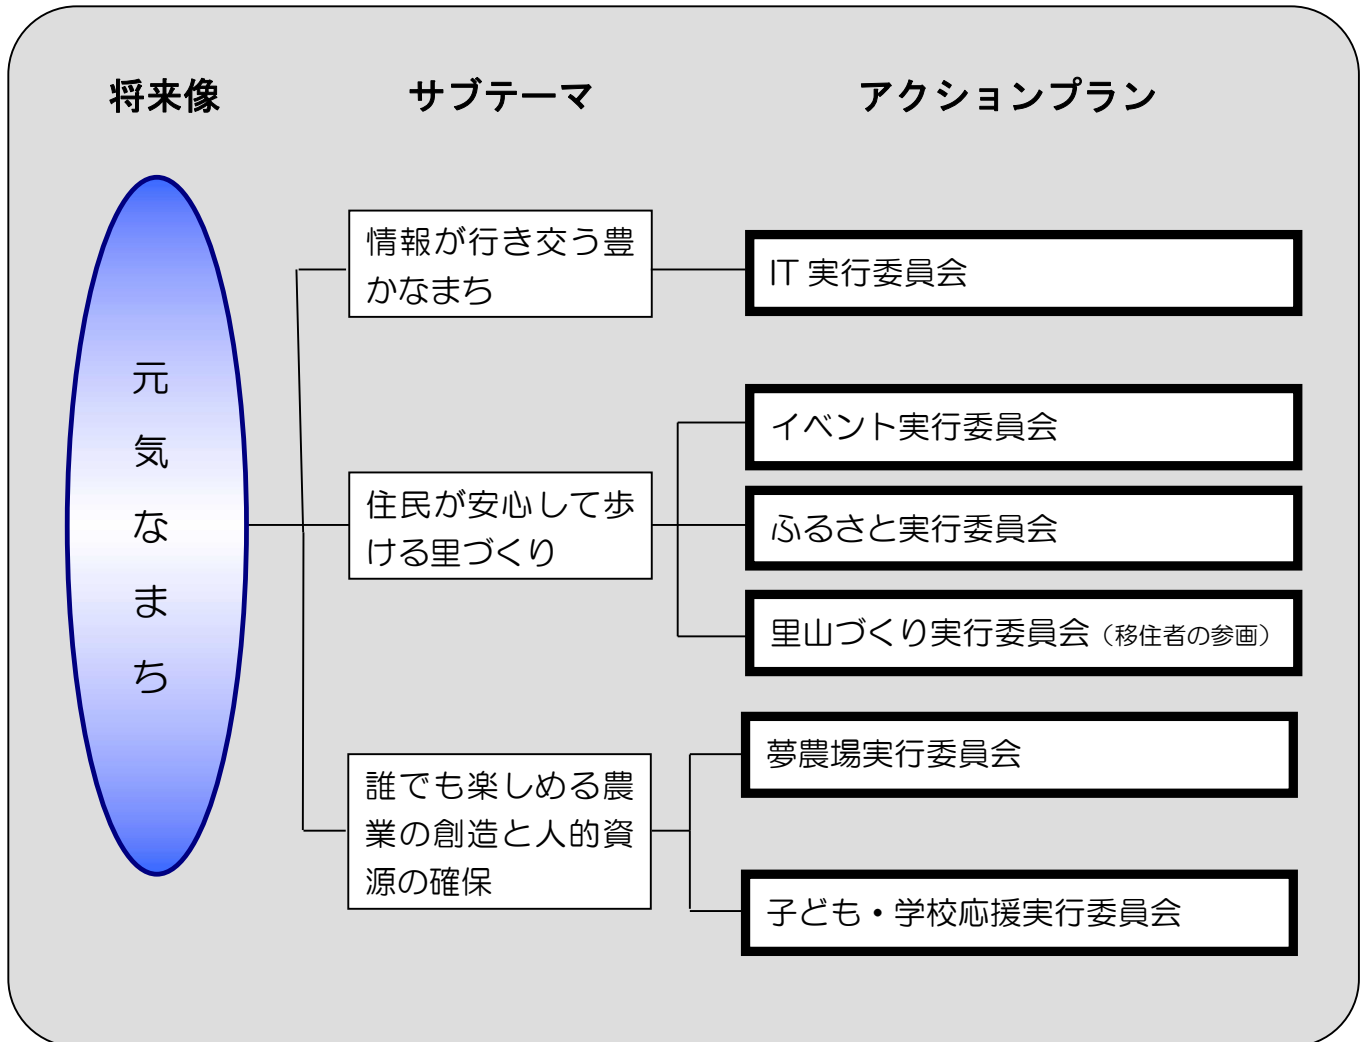 将来像
サブテーマ
アクションプラン
元気なまち
情報が行き交う豊
かなまち
IT 実行委員会
住民が安心して歩
ける里づくり
イベント実行委員会
ふるさと実行委員会
里山づくり実行委員会（移住者の参画）
誰でも楽しめる農
業の創造と人的資
源の確保
夢農場実行委員会
子ども・学校応援実行委員会